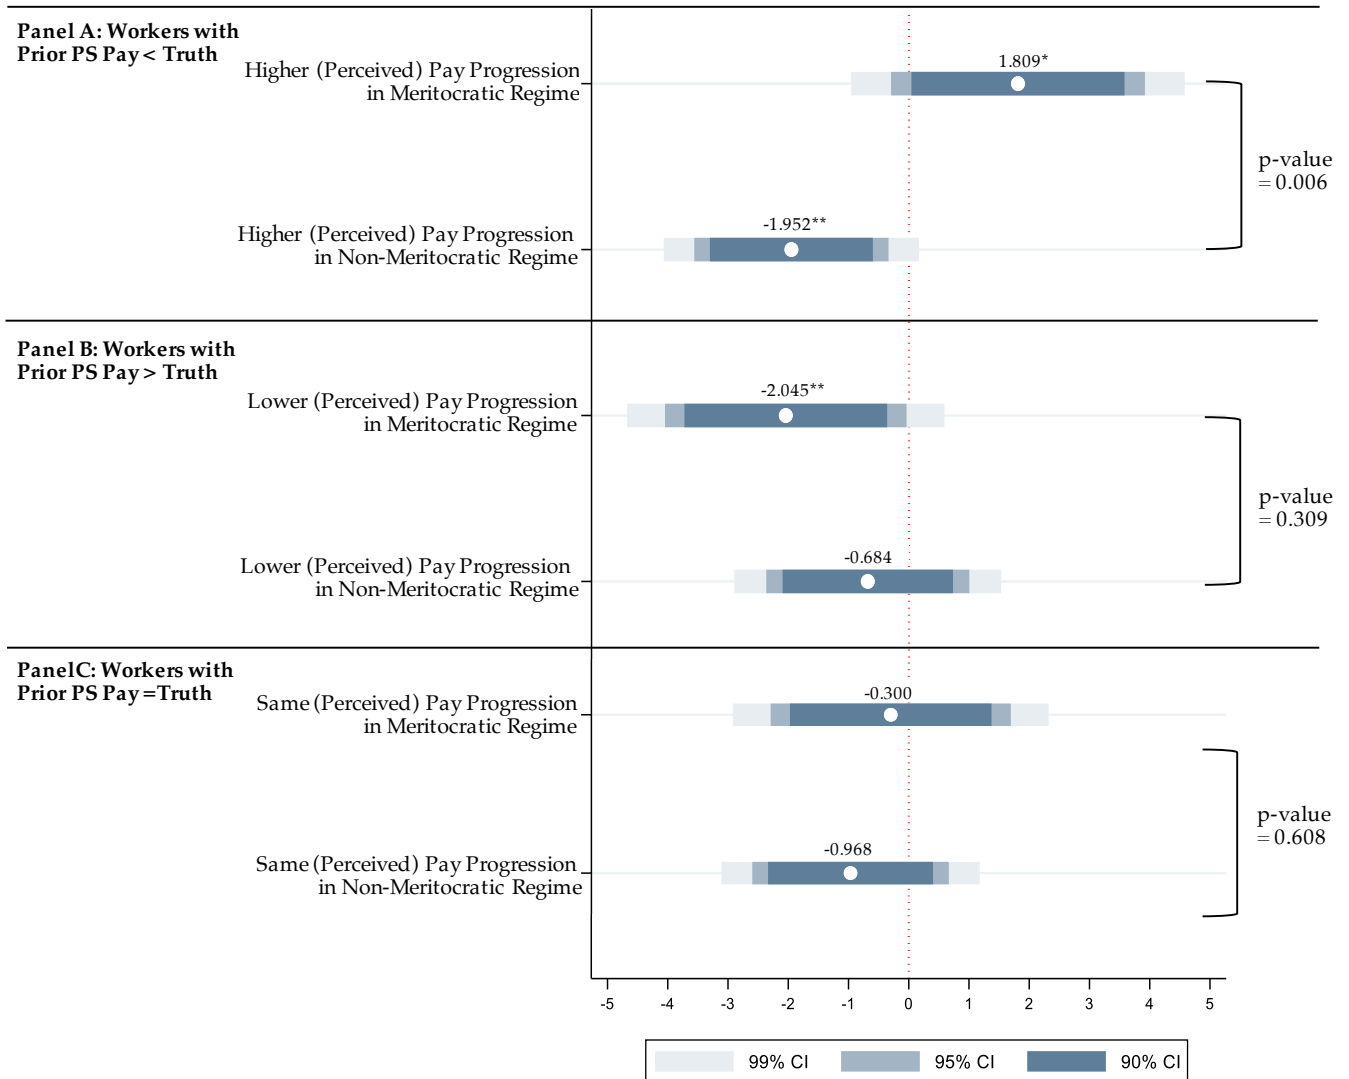 Panel A: Workers with
Prior PS Pay < Truth
Higher (Perceived) Pay Progression
in Meritocratic Regime
1.809*
p-value
= 0.006
Higher (Perceived) Pay Progression
in Non-Meritocratic Regime
-1.952**
Panel B: Workers with
Prior PS Pay > Truth
Lower (Perceived) Pay Progression
in Meritocratic Regime
-2.045**
p-value
= 0.309
Lower (Perceived) Pay Progression
in Non-Meritocratic Regime
-0.684
Panel C: Workers with
Prior PS Pay =Truth
Same (Perceived) Pay Progression
in Meritocratic Regime
-0.300
p-value
= 0.608
Same (Perceived) Pay Progression
in Non-Meritocratic Regime
-0.968
-5 -4 -3 -2 -1 0 1 2 3 4 5
99% CI 95% CI 90% CI